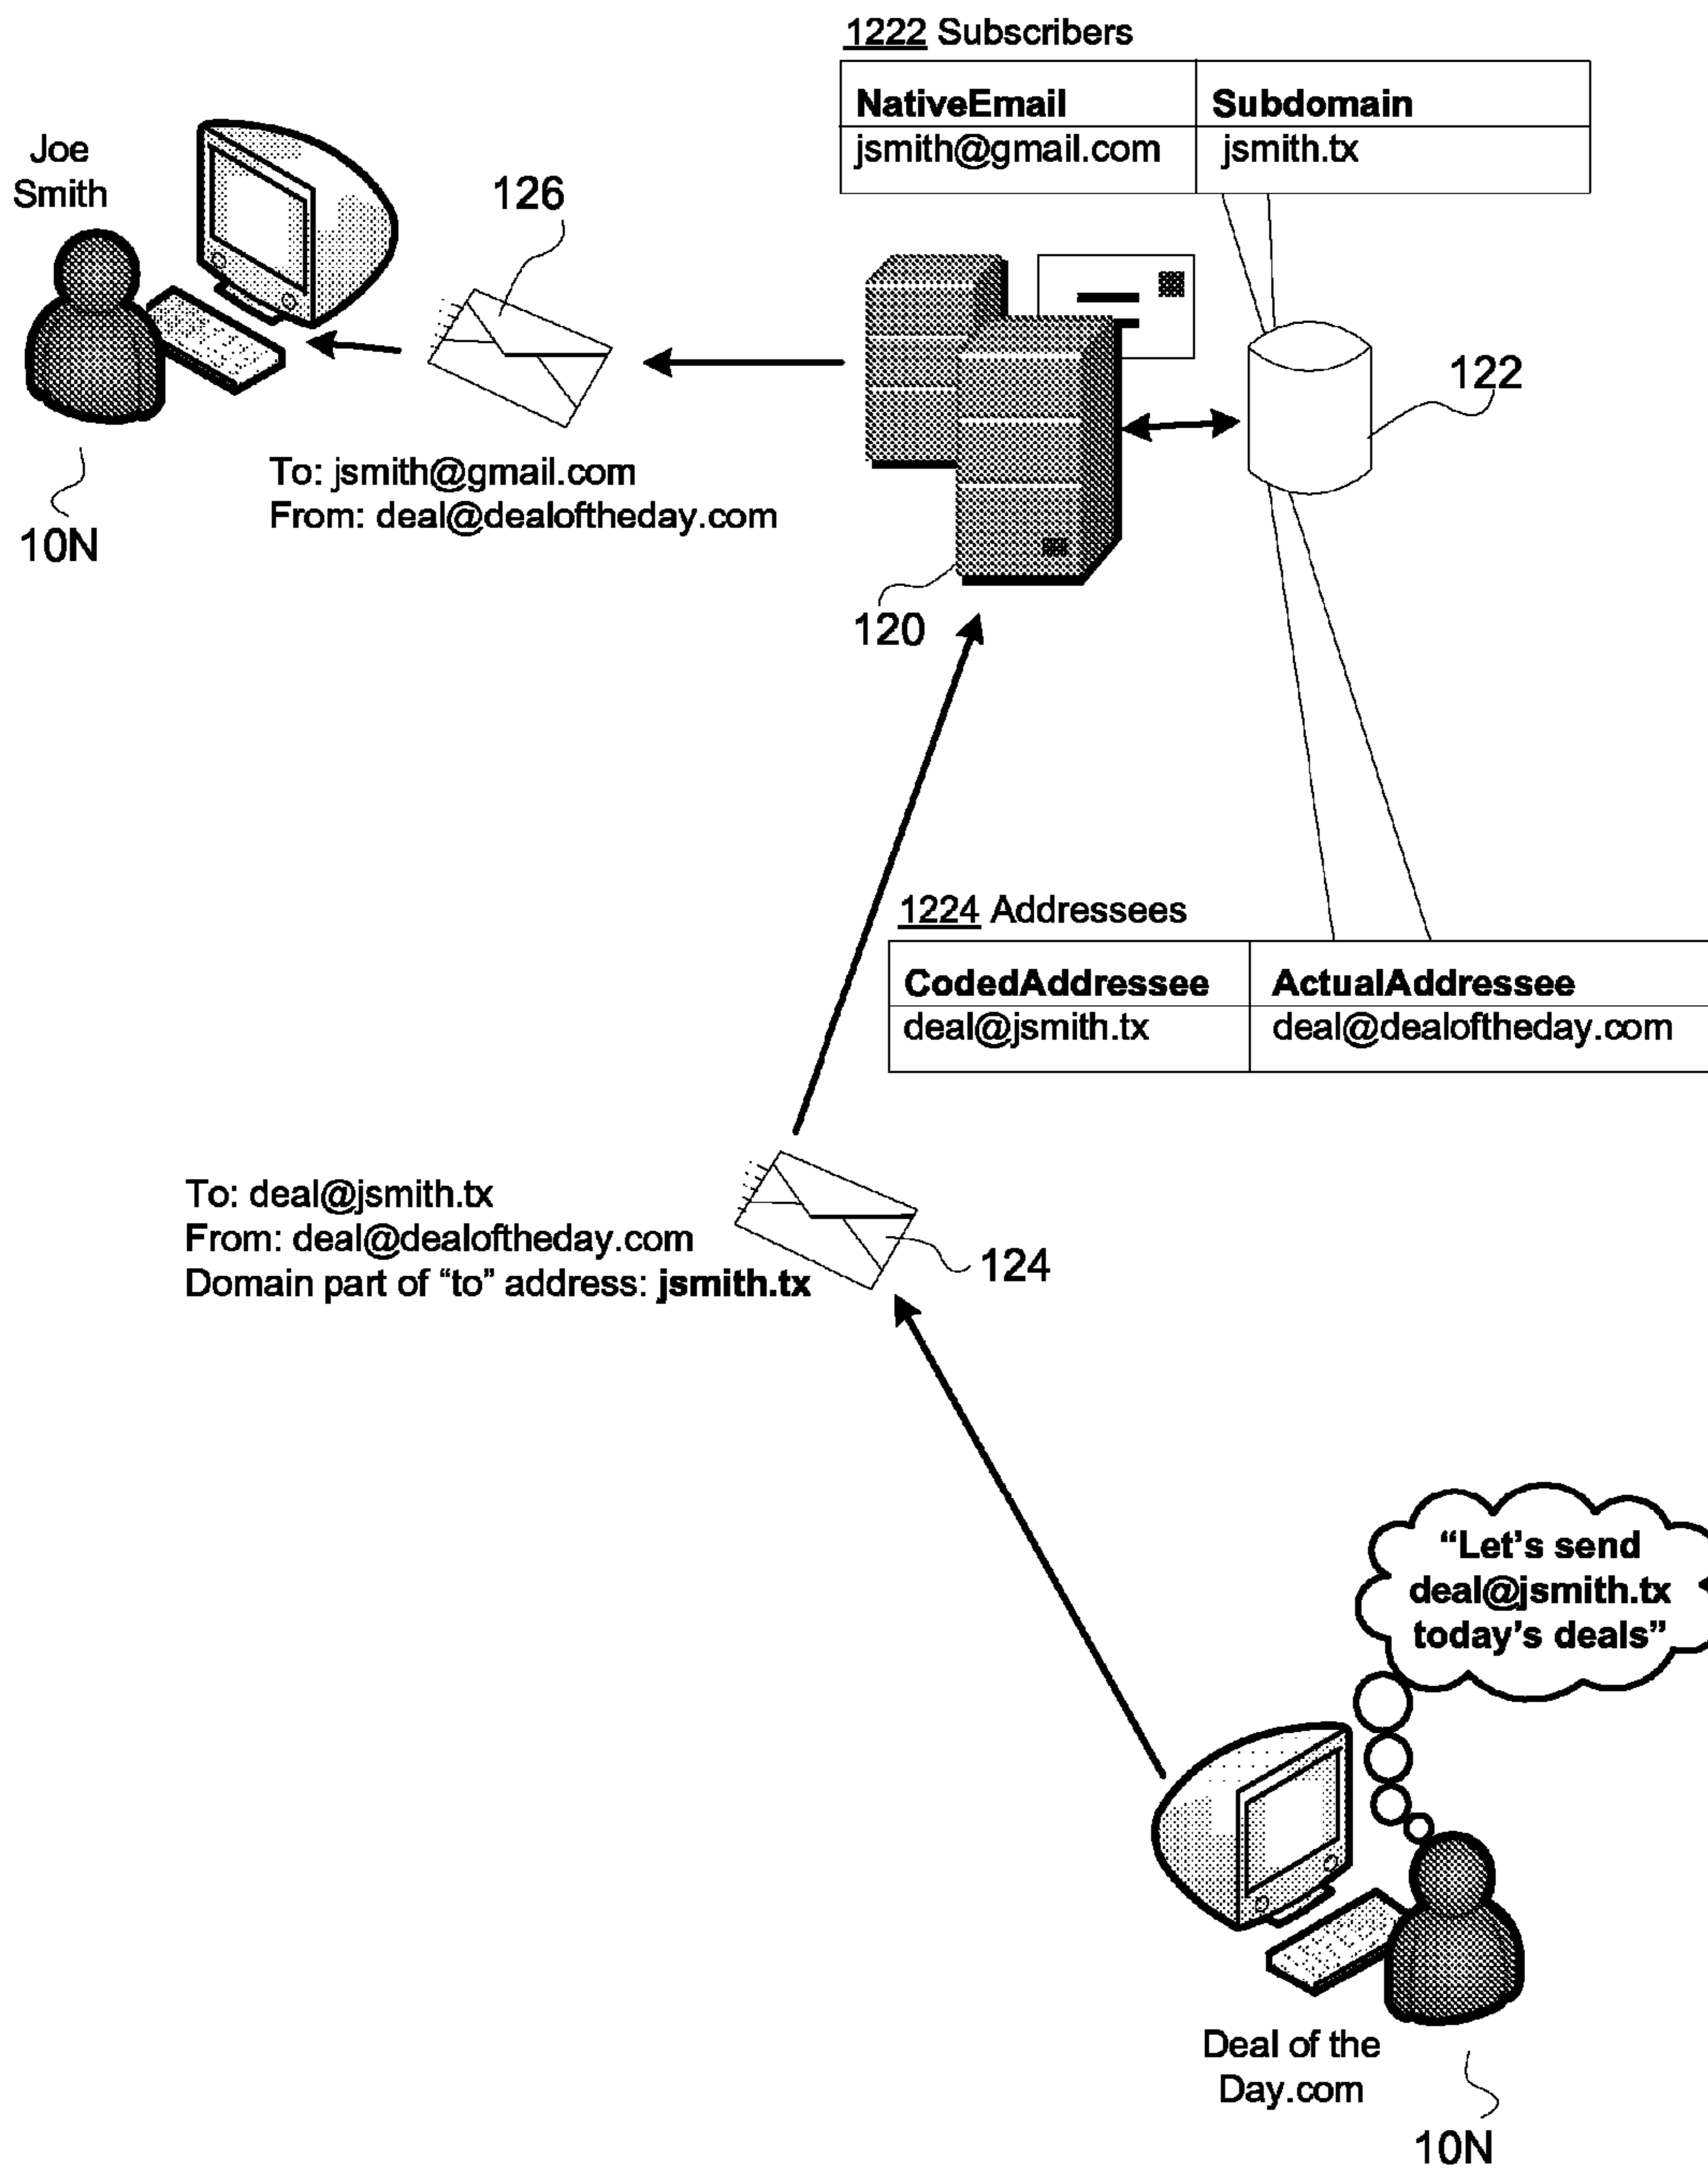 1222 Subscribers
NativeEmail Subdomain
jsmith@gmail.com jsmith.tx
Joe
Smith
126
122
To: jsmith@gmail.com
From: deal@dealoftheday.com
10N
120
1224 Addressees
CodedAddressee ActualAddressee
deal@jsmith.tx deal@dealoftheday.com
To: deal@jsmith.tx
From: deal@dealoftheday.com
Domain part of “to” address: jsmith.tx
124
“Let’s send
deal@jsmith.tx
today’s deals”
Deal of the
Day.com
10N